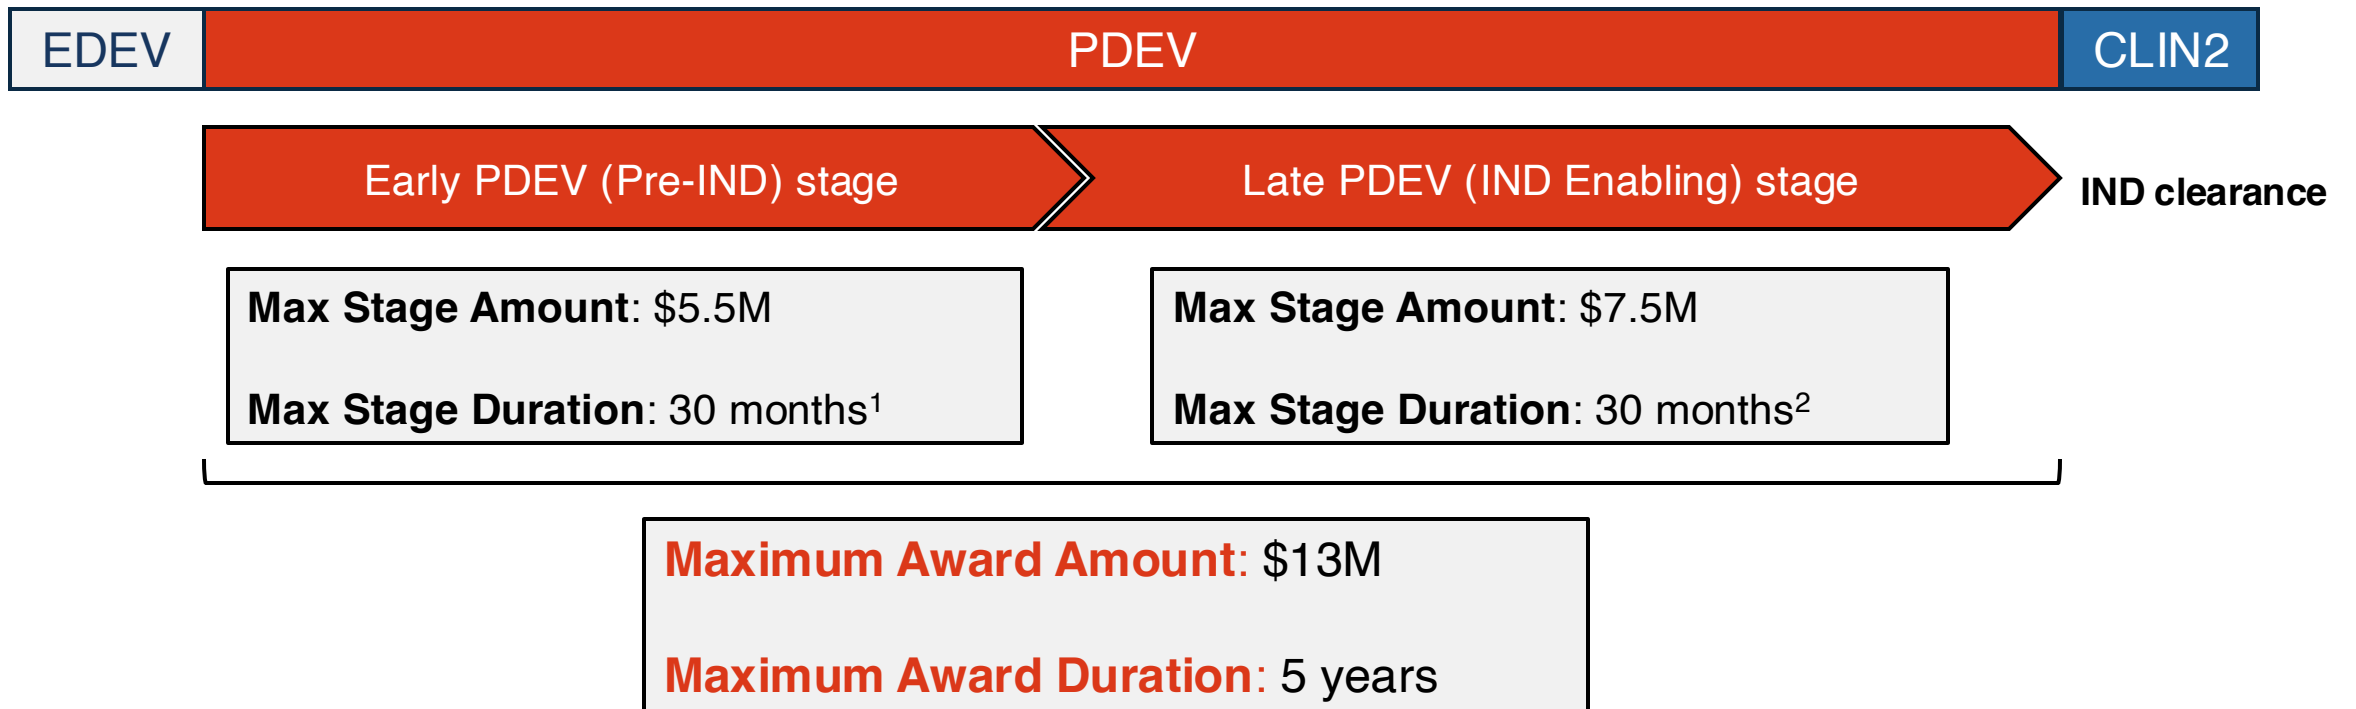 EDEV
PDEV
CLIN2
Early PDEV (Pre-IND) stage
Late PDEV (IND Enabling) stage
IND clearance
Max Stage Amount: $5.5M
Max Stage Duration: 30 months¹
Max Stage Amount: $7.5M
Max Stage Duration: 30 months²
Maximum Award Amount: $13M
Maximum Award Duration: 5 years